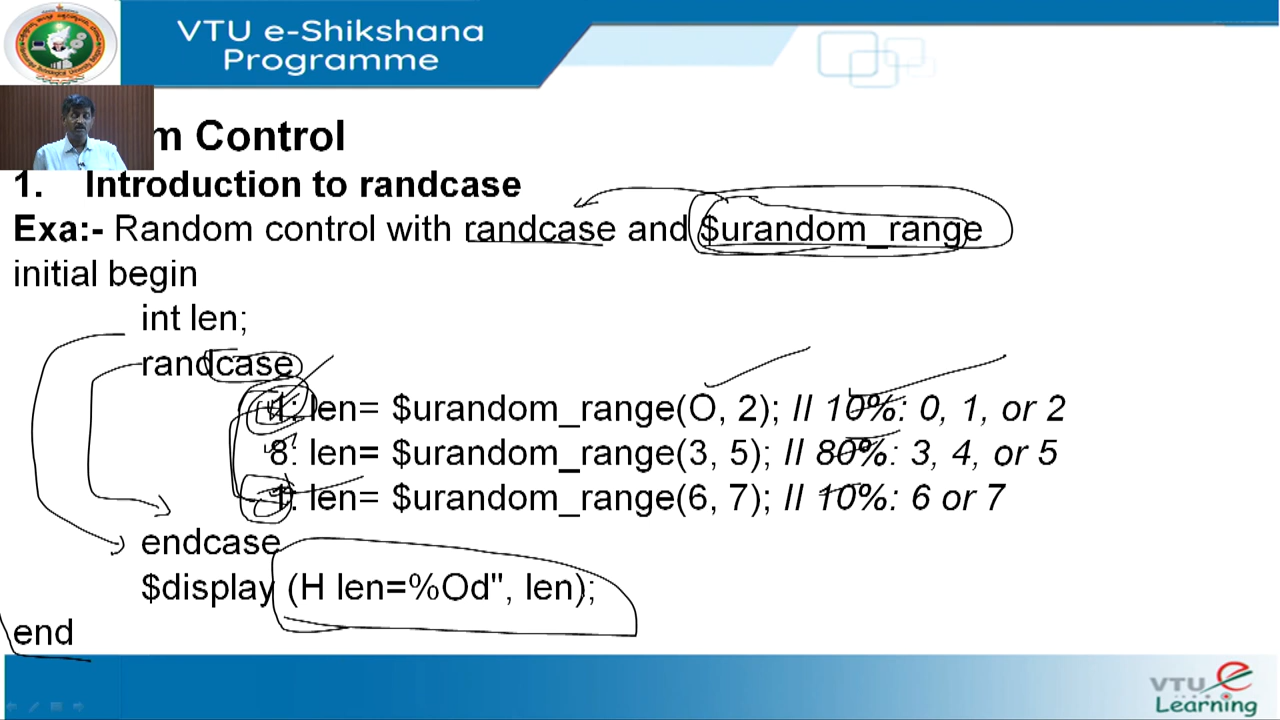 VTU e-Shikshana
Programme
m Control
1. Introduction to randcase
Exa:- Random control with randcase and $urandom_range
initial begin
int len;
randcase
1: len= $urandom_range(O, 2); // 10%: 0, 1, or 2
8: len= $urandom_range(3, 5); // 80%: 3, 4, or 5
1: len= $urandom_range(6, 7); // 10%: 6 or 7
endcase
$display (H len=%Od", len);
end
VTU e
Learning